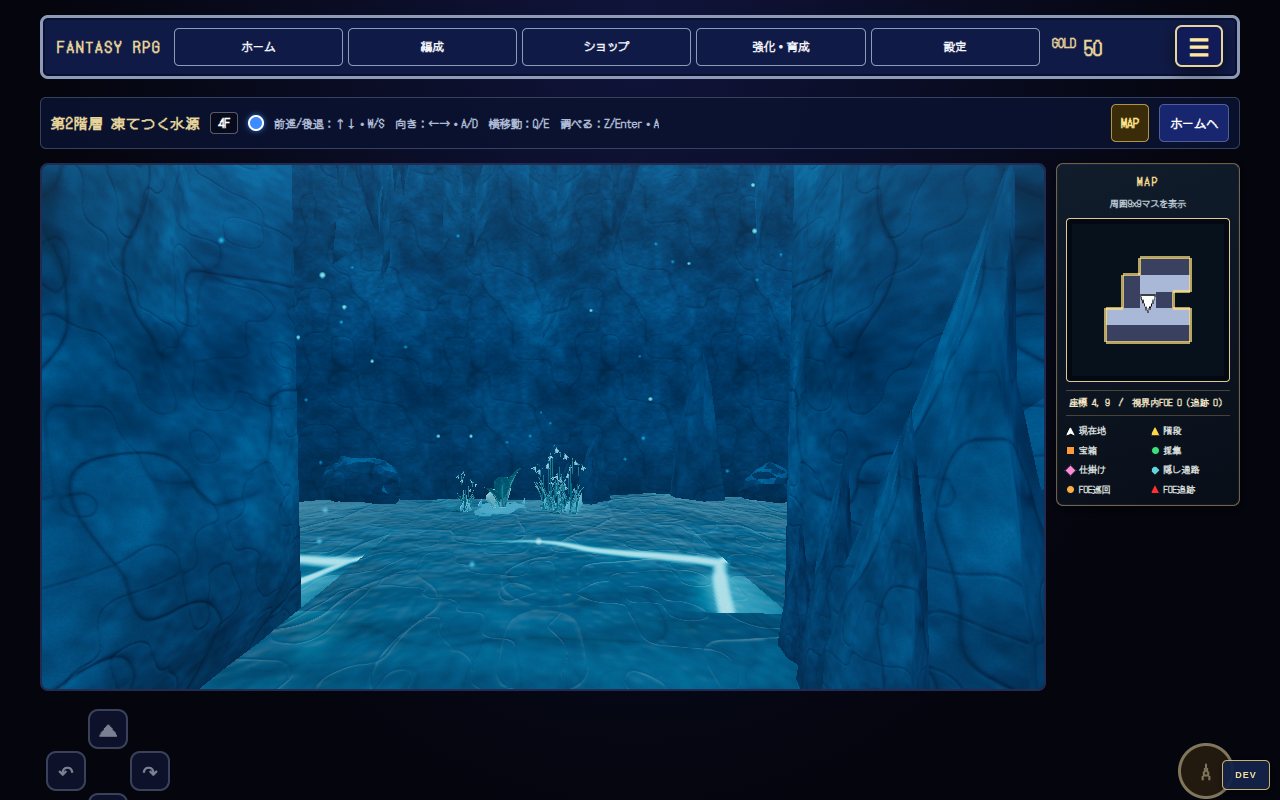 FANTASY RPG
ホーム
編成
ショップ
強化・育成
設定
GOLD 50
第2階層 凍てつく水源
4F
前進/後退：↑↓・W/S 向き：←→・A/D 横移動：Q/E 調べる：Z/Enter・A
MAP
ホームへ
MAP
周囲9x9マスを表示
座標 4, 9 / 視界内FOE 0 (追跡 0)
現在地
階段
宝箱
採集
仕掛け
隠し通路
FOE巡回
FOE追跡
A
DEV